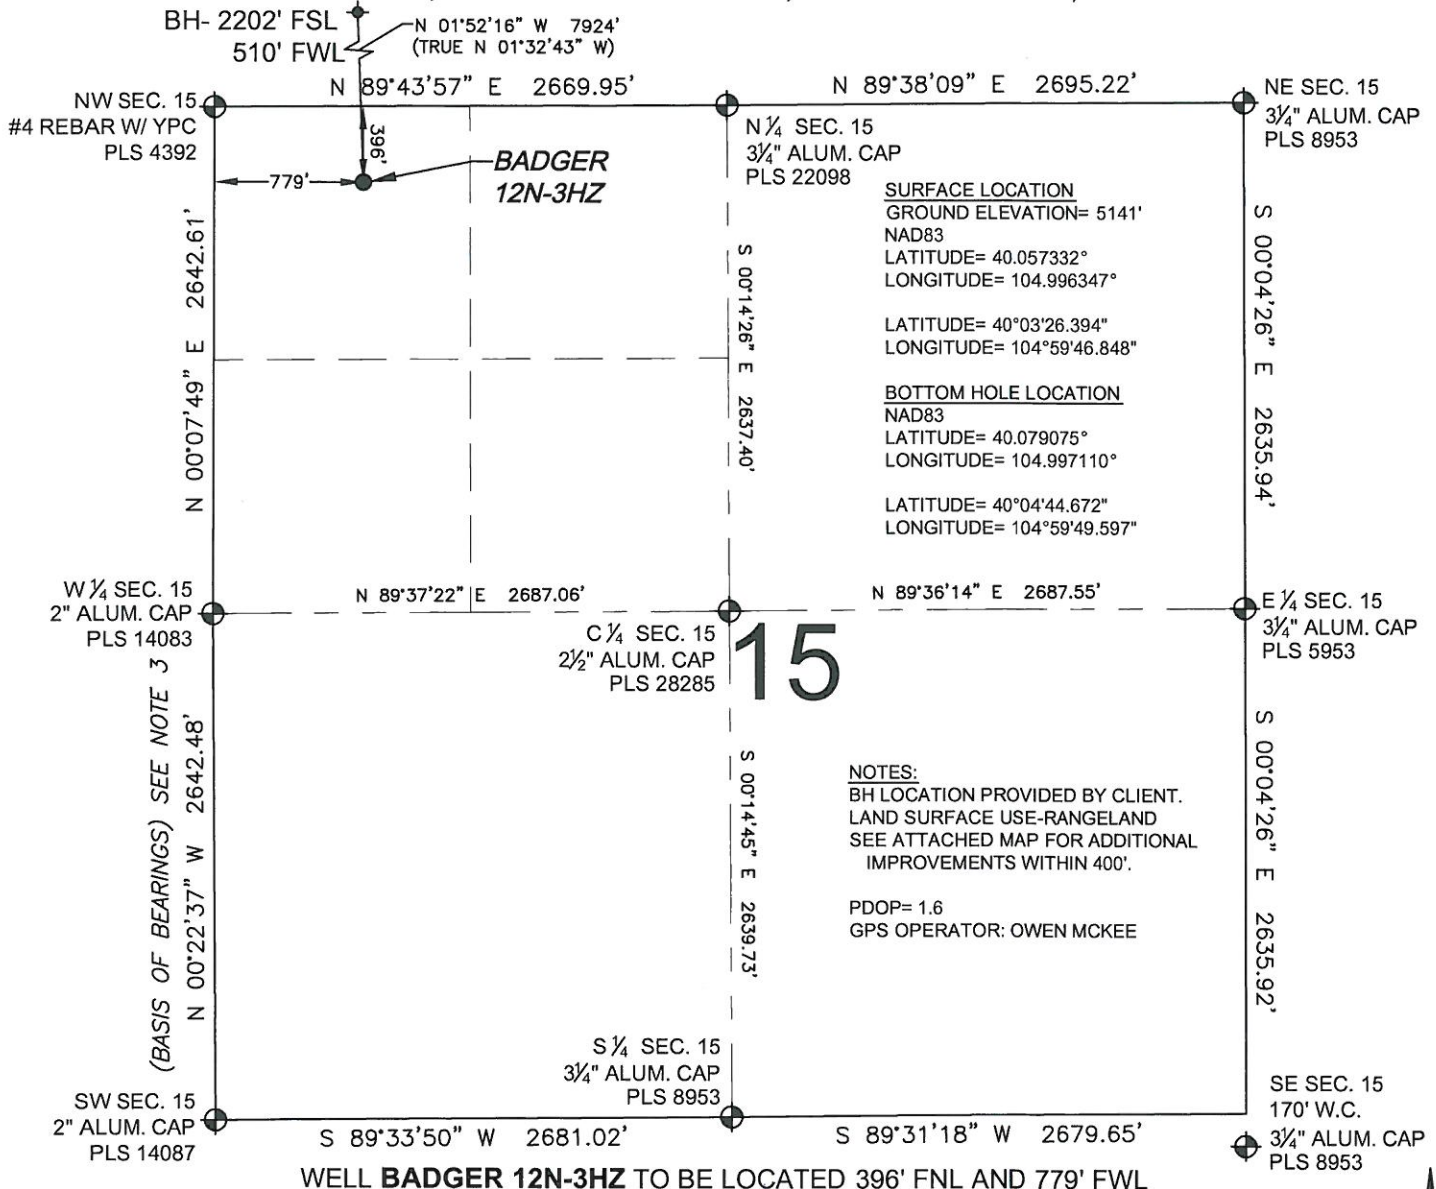 BH- 2202' FSL
510' FWL
N 01°52'16" W 7924'
(TRUE N 01°32'43" W)
N 89°43'57" E 2669.95'
N 89°38'09" E 2695.22'
NW SEC. 15
#4 REBAR W/ YPC
PLS 4392
N ¼ SEC. 15
3¼" ALUM. CAP
PLS 22098
NE SEC. 15
3¼" ALUM. CAP
PLS 8953
396'
779'
BADGER
12N-3HZ
SURFACE LOCATION
GROUND ELEVATION= 5141'
NAD83
LATITUDE= 40.057332°
LONGITUDE= 104.996347°
LATITUDE= 40°03'26.394"
LONGITUDE= 104°59'46.848"
BOTTOM HOLE LOCATION
NAD83
LATITUDE= 40.079075°
LONGITUDE= 104.997110°
LATITUDE= 40°04'44.672"
LONGITUDE= 104°59'49.597"
N 00°07'49" E 2642.61'
S 00°14'26" E 2637.40'
S 00°04'26" E 2635.94'
W ¼ SEC. 15
2" ALUM. CAP
PLS 14083
N 89°37'22" E 2687.06'
N 89°36'14" E 2687.55'
E ¼ SEC. 15
3¼" ALUM. CAP
PLS 5953
C ¼ SEC. 15
2½" ALUM. CAP
PLS 28285
15
(BASIS OF BEARINGS) SEE NOTE 3
N 00°22'37" W 2642.48'
S 00°14'45" E 2639.73'
S 00°04'26" E 2635.92'
NOTES:
BH LOCATION PROVIDED BY CLIENT.
LAND SURFACE USE-RANGELAND
SEE ATTACHED MAP FOR ADDITIONAL
IMPROVEMENTS WITHIN 400'.
PDOP= 1.6
GPS OPERATOR: OWEN MCKEE
SW SEC. 15
2" ALUM. CAP
PLS 14087
S ¼ SEC. 15
3¼" ALUM. CAP
PLS 8953
SE SEC. 15
170' W.C.
3¼" ALUM. CAP
PLS 8953
S 89°33'50" W 2681.02'
S 89°31'18" W 2679.65'
WELL BADGER 12N-3HZ TO BE LOCATED 396' FNL AND 779' FWL